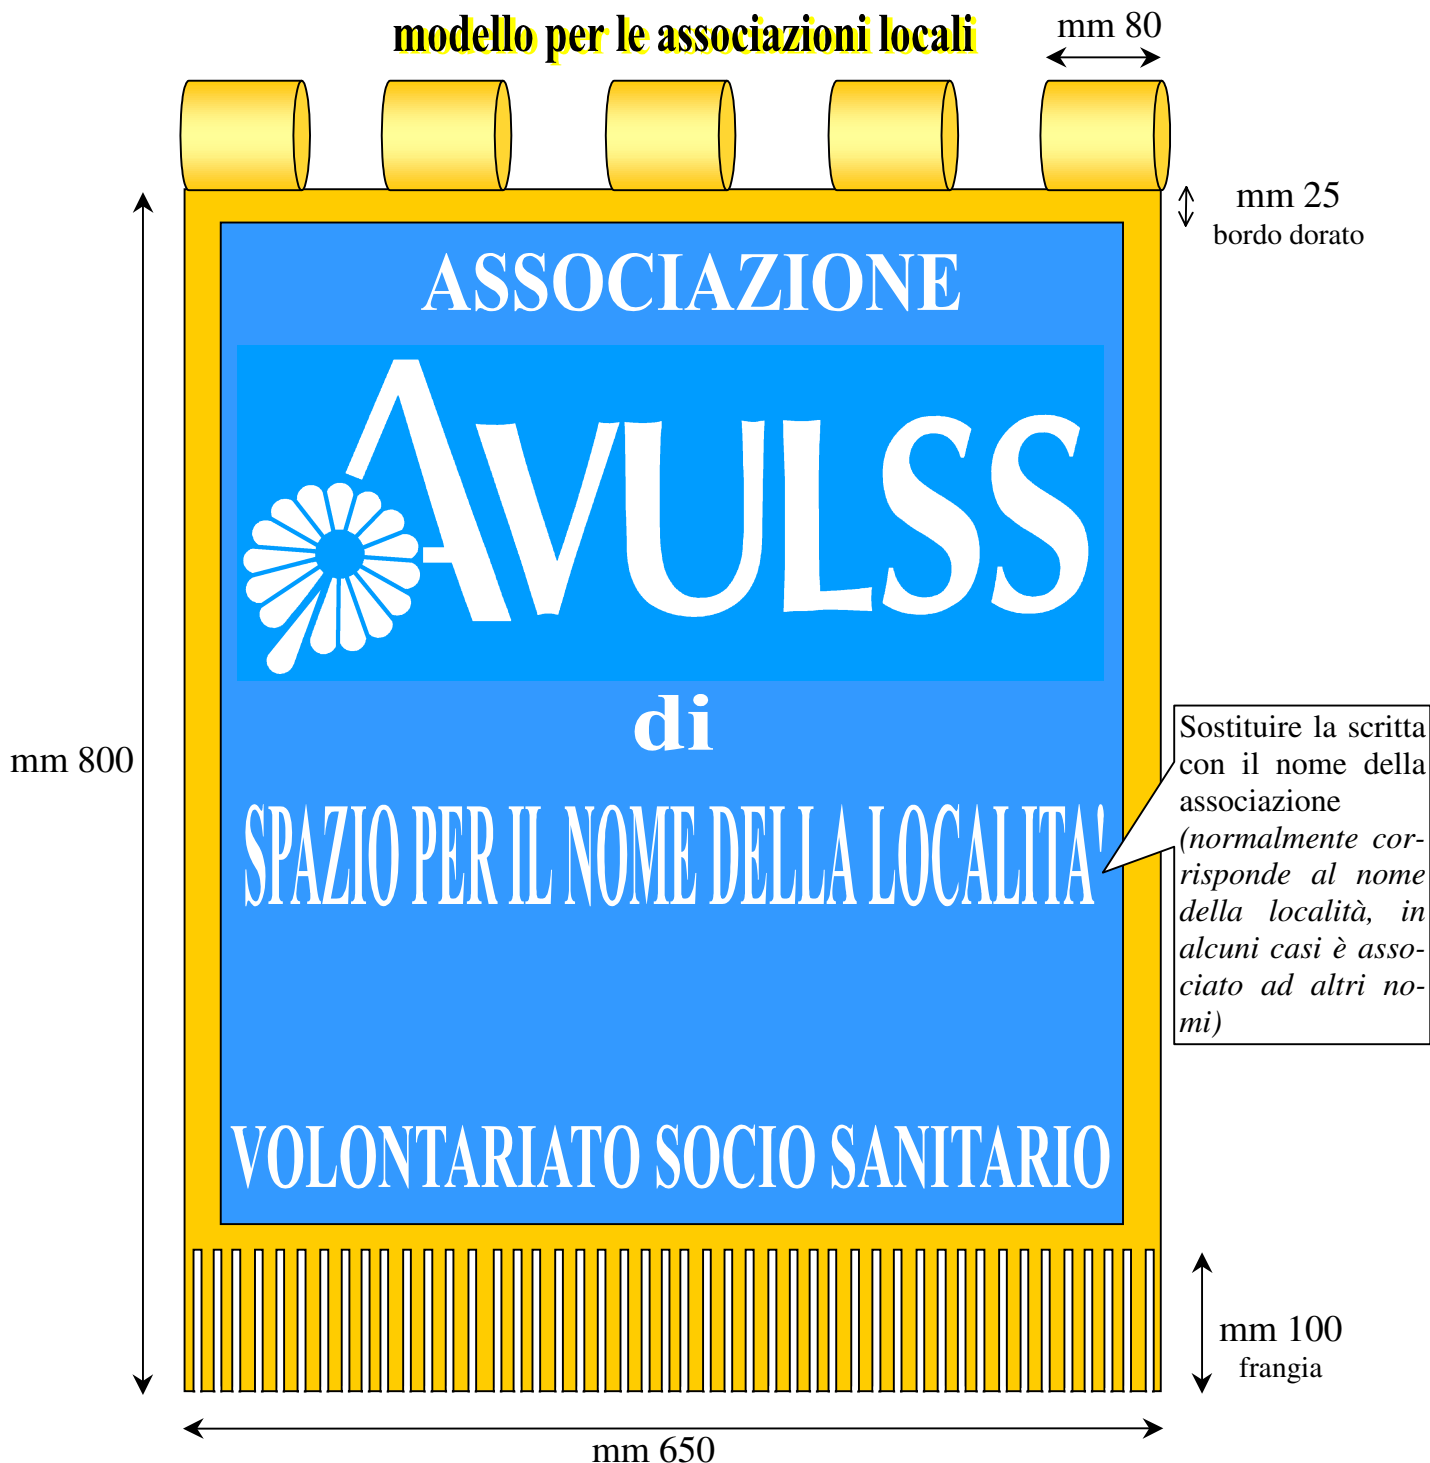 modello per le associazioni locali
mm 80
mm 25
bordo dorato
ASSOCIAZIONE
AVULSS
di
SPAZIO PER IL NOME DELLA LOCALITA'
VOLONTARIATO SOCIO SANITARIO
mm 800
Sostituire la scritta
con il nome della
associazione
(normalmente cor-
risponde al nome
della località, in
alcuni casi è asso-
ciato ad altri no-
mi)
mm 100
frangia
mm 650